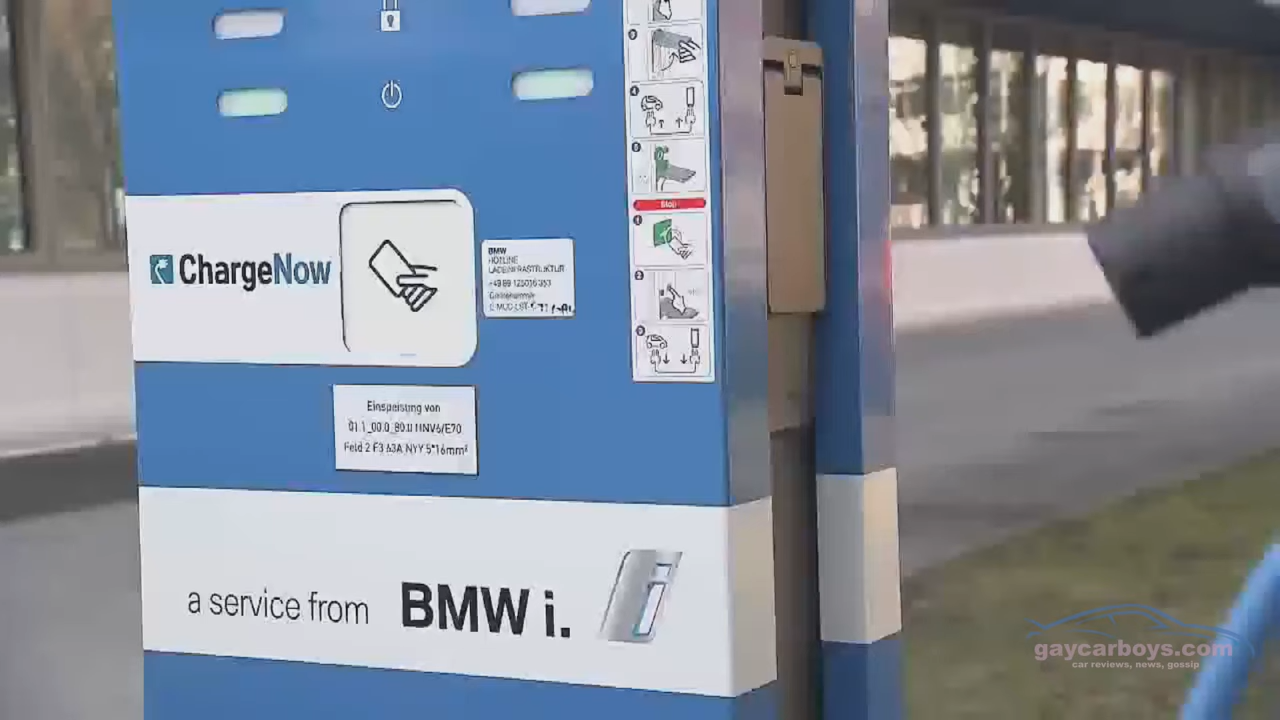 ChargeNow
BMW
HOTLINE
LADEINFRASTRUKTUR
Stop
Einspeisung von
Feld 2 F3 63A NYY 5*16mm²
a service from BMW i.
gaycarboys.com
car reviews, news, gossip